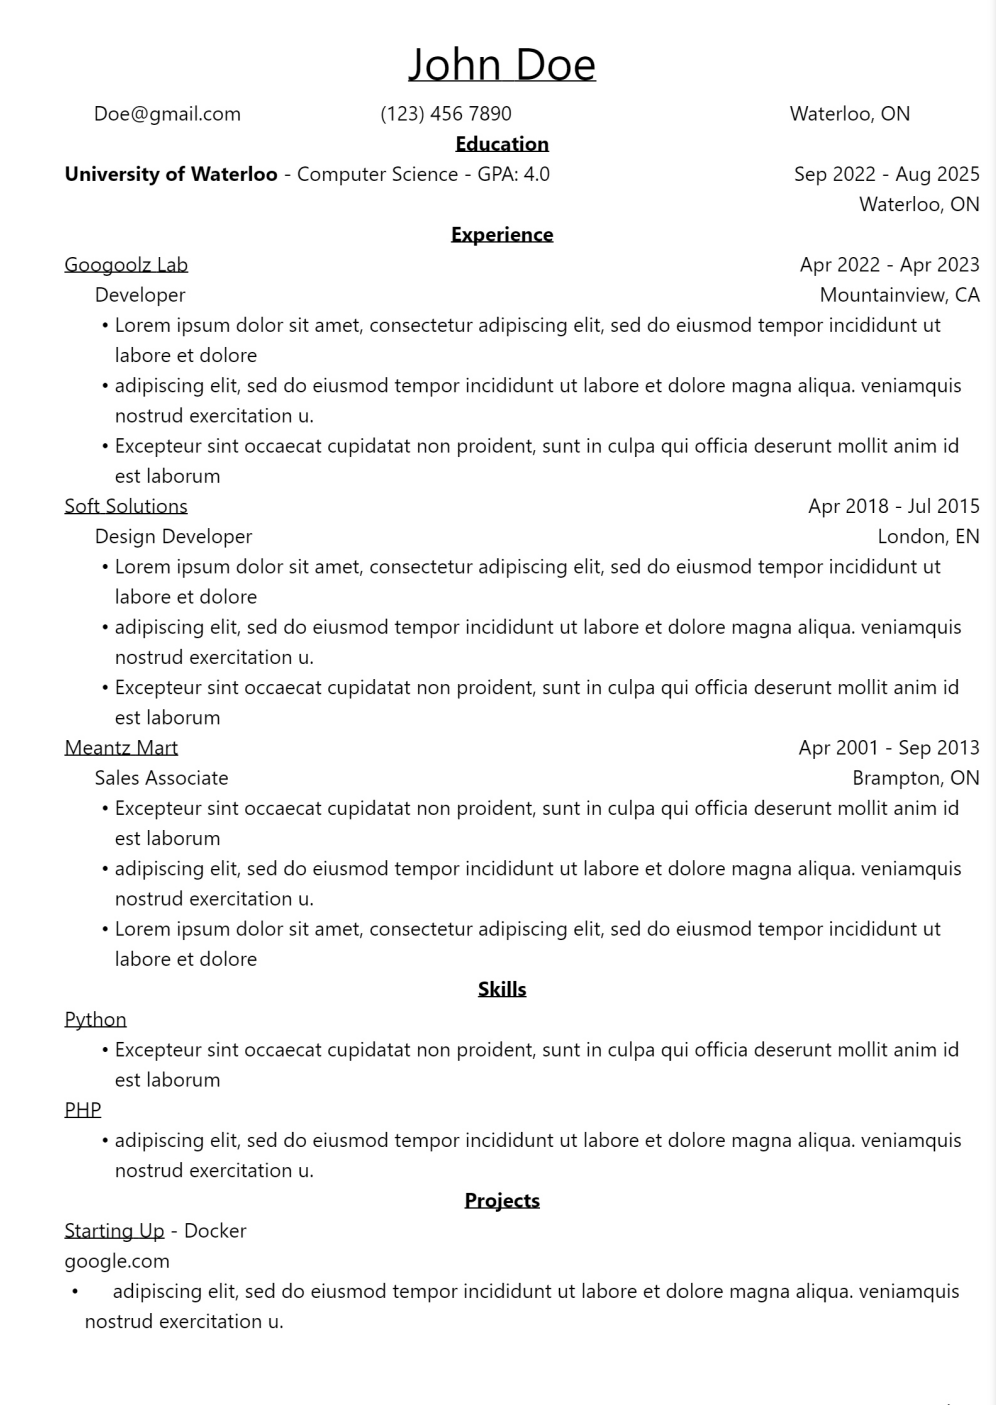 John Doe
Doe@gmail.com (123) 456 7890 Waterloo, ON
Education
University of Waterloo - Computer Science - GPA: 4.0 Sep 2022 - Aug 2025
Waterloo, ON
Experience
Googoolz Lab Apr 2022 - Apr 2023
Developer Mountainview, CA
• Lorem ipsum dolor sit amet, consectetur adipiscing elit, sed do eiusmod tempor incididunt ut
labore et dolore
• adipiscing elit, sed do eiusmod tempor incididunt ut labore et dolore magna aliqua. veniamquis
nostrud exercitation u.
• Excepteur sint occaecat cupidatat non proident, sunt in culpa qui officia deserunt mollit anim id
est laborum
Soft Solutions Apr 2018 - Jul 2015
Design Developer London, EN
• Lorem ipsum dolor sit amet, consectetur adipiscing elit, sed do eiusmod tempor incididunt ut
labore et dolore
• adipiscing elit, sed do eiusmod tempor incididunt ut labore et dolore magna aliqua. veniamquis
nostrud exercitation u.
• Excepteur sint occaecat cupidatat non proident, sunt in culpa qui officia deserunt mollit anim id
est laborum
Meantz Mart Apr 2001 - Sep 2013
Sales Associate Brampton, ON
• Excepteur sint occaecat cupidatat non proident, sunt in culpa qui officia deserunt mollit anim id
est laborum
• adipiscing elit, sed do eiusmod tempor incididunt ut labore et dolore magna aliqua. veniamquis
nostrud exercitation u.
• Lorem ipsum dolor sit amet, consectetur adipiscing elit, sed do eiusmod tempor incididunt ut
labore et dolore
Skills
Python
• Excepteur sint occaecat cupidatat non proident, sunt in culpa qui officia deserunt mollit anim id
est laborum
PHP
• adipiscing elit, sed do eiusmod tempor incididunt ut labore et dolore magna aliqua. veniamquis
nostrud exercitation u.
Projects
Starting Up - Docker
google.com
• adipiscing elit, sed do eiusmod tempor incididunt ut labore et dolore magna aliqua. veniamquis
nostrud exercitation u.